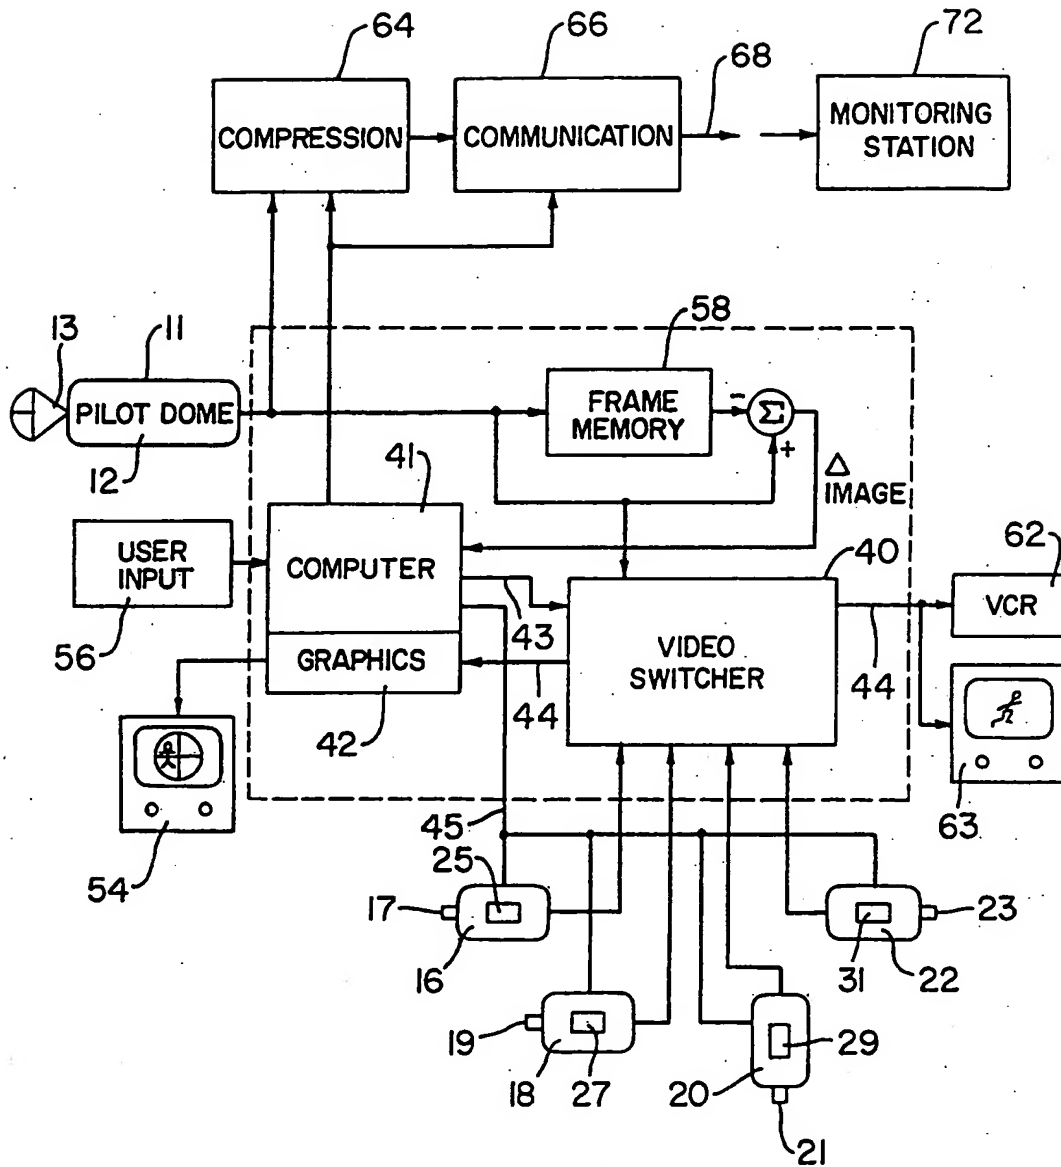 64
66
68
72
COMPRESSION
COMMUNICATION
MONITORING
STATION
13
11
58
PILOT DOME
12
FRAME
MEMORY
-
Σ
+
41
Δ
IMAGE
USER
INPUT
COMPUTER
40
62
VCR
43
VIDEO
SWITCHER
56
GRAPHICS
44
44
42
54
45
63
17
25
16
31
23
22
19
27
18
29
20
21